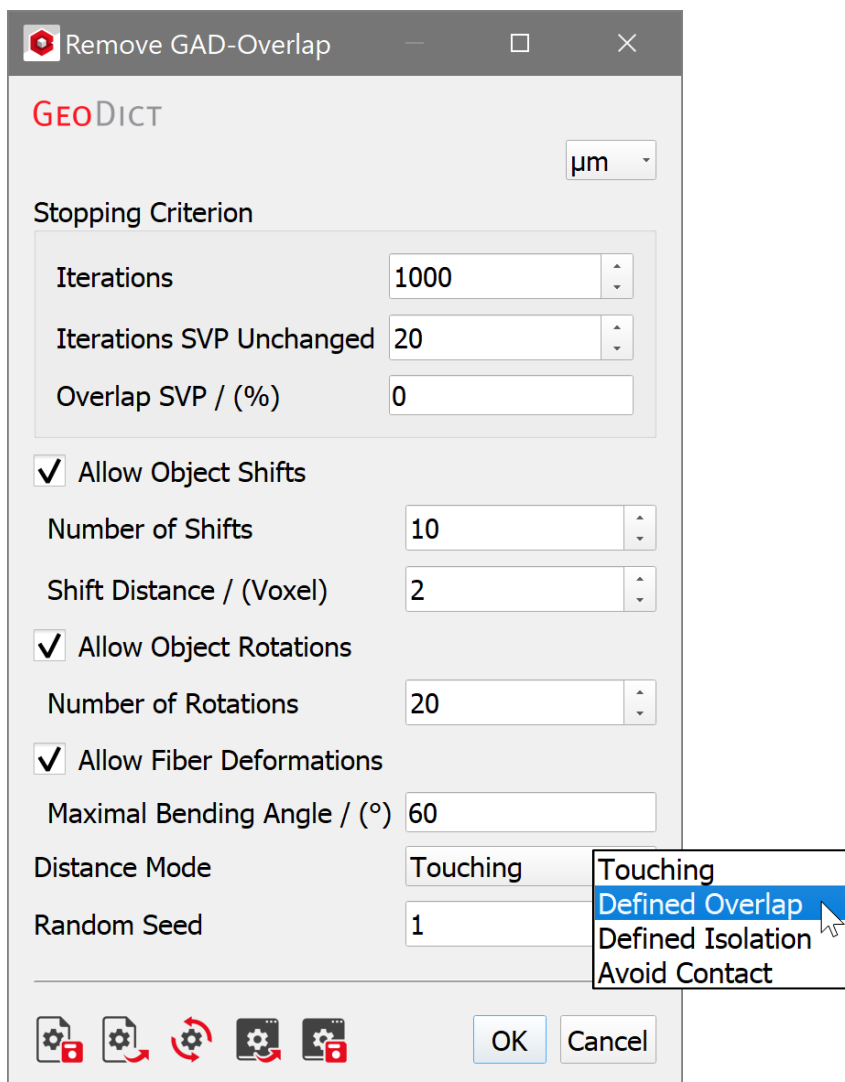 Remove GAD-Overlap
GEODICT
µm
Stopping Criterion
Iterations 1000
Iterations SVP Unchanged 20
Overlap SVP / (%) 0
Allow Object Shifts
Number of Shifts 10
Shift Distance / (Voxel) 2
Allow Object Rotations
Number of Rotations 20
Allow Fiber Deformations
Maximal Bending Angle / (°) 60
Distance Mode Touching
Touching
Defined Overlap
Defined Isolation
Avoid Contact
Random Seed 1
OK Cancel